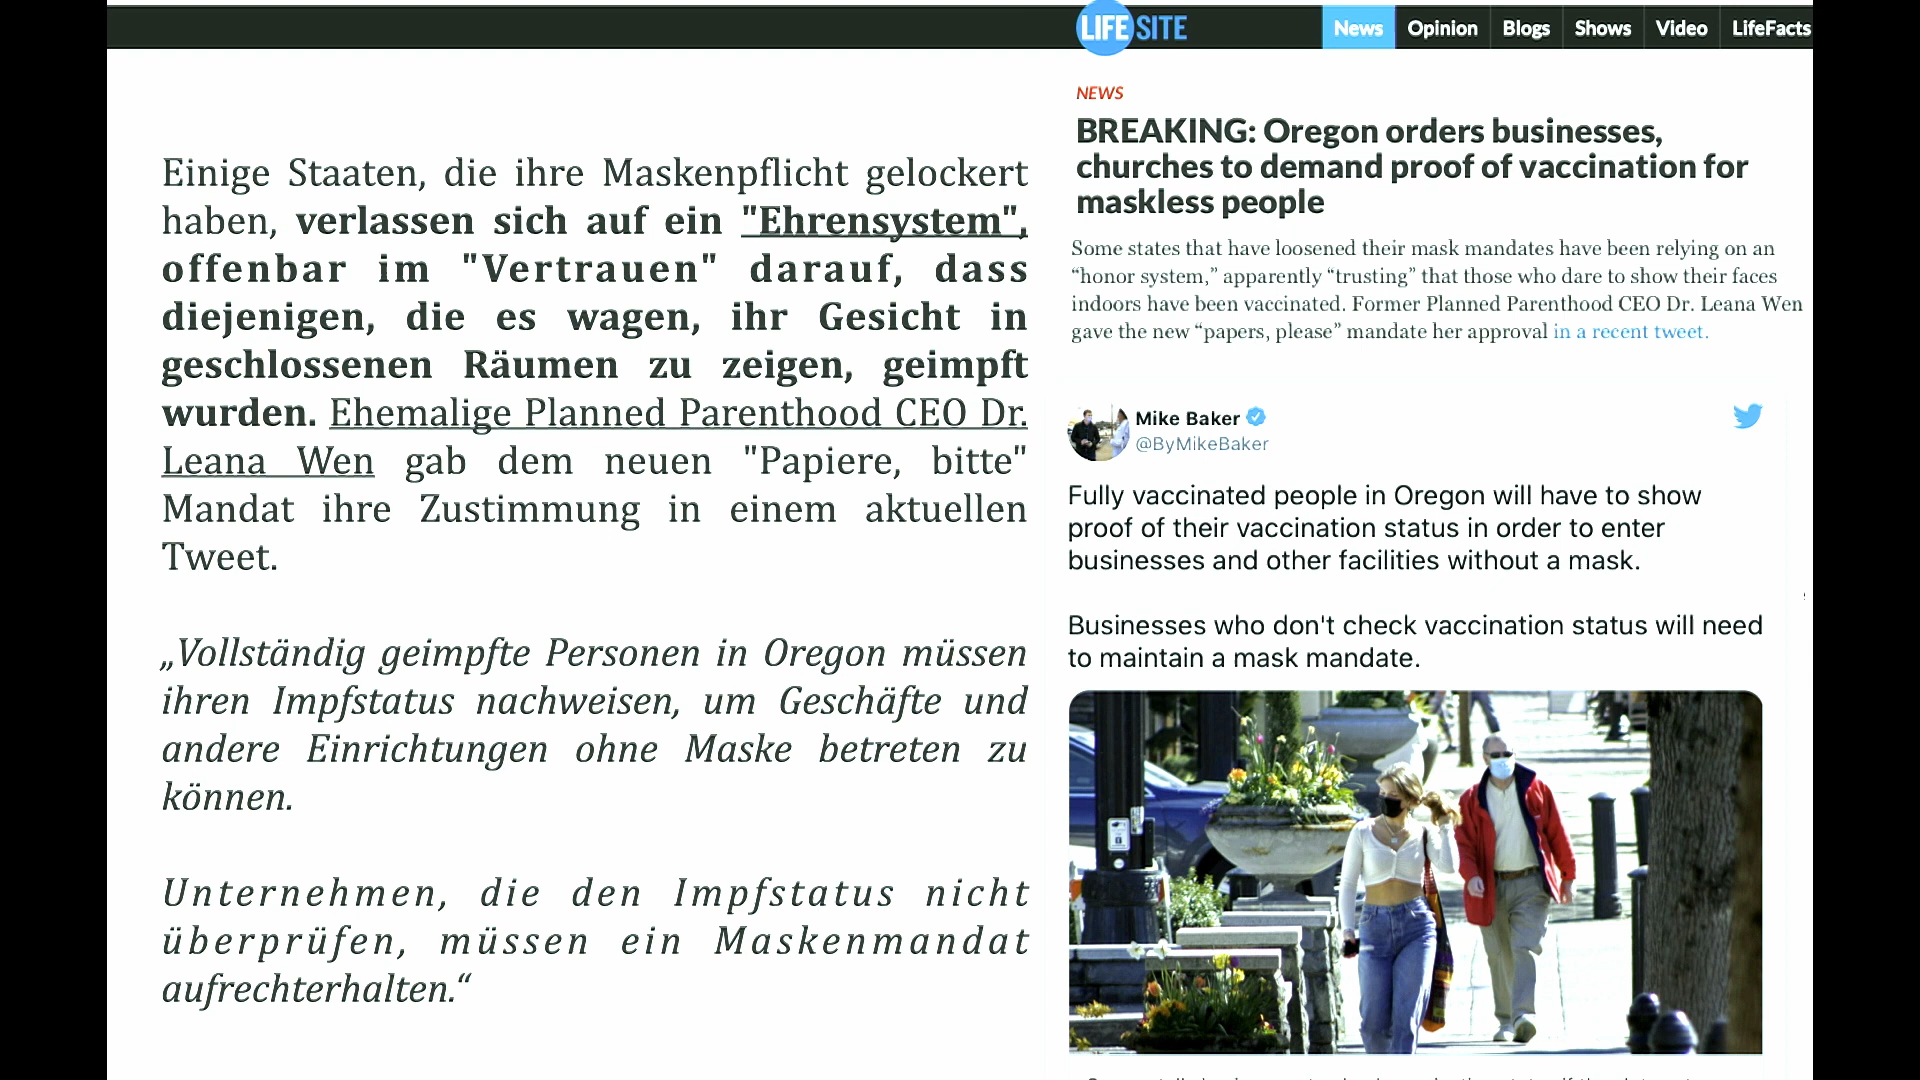 LIFE SITE
News Opinion Blogs Shows Video LifeFacts
Einige Staaten, die ihre Maskenpflicht gelockert
haben, verlassen sich auf ein "Ehrensystem",
offenbar im "Vertrauen" darauf, dass
diejenigen, die es wagen, ihr Gesicht in
geschlossenen Räumen zu zeigen, geimpft
wurden. Ehemalige Planned Parenthood CEO Dr.
Leana Wen gab dem neuen "Papiere, bitte"
Mandat ihre Zustimmung in einem aktuellen
Tweet.
„Vollständig geimpfte Personen in Oregon müssen
ihren Impfstatus nachweisen, um Geschäfte und
andere Einrichtungen ohne Maske betreten zu
können.
Unternehmen, die den Impfstatus nicht
überprüfen, müssen ein Maskenmandat
aufrechterhalten.“
NEWS
BREAKING: Oregon orders businesses,
churches to demand proof of vaccination for
maskless people
Some states that have loosened their mask mandates have been relying on an
“honor system,” apparently “trusting” that those who dare to show their faces
indoors have been vaccinated. Former Planned Parenthood CEO Dr. Leana Wen
gave the new “papers, please” mandate her approval in a recent tweet.
Mike Baker
@ByMikeBaker
Fully vaccinated people in Oregon will have to show
proof of their vaccination status in order to enter
businesses and other facilities without a mask.
Businesses who don't check vaccination status will need
to maintain a mask mandate.